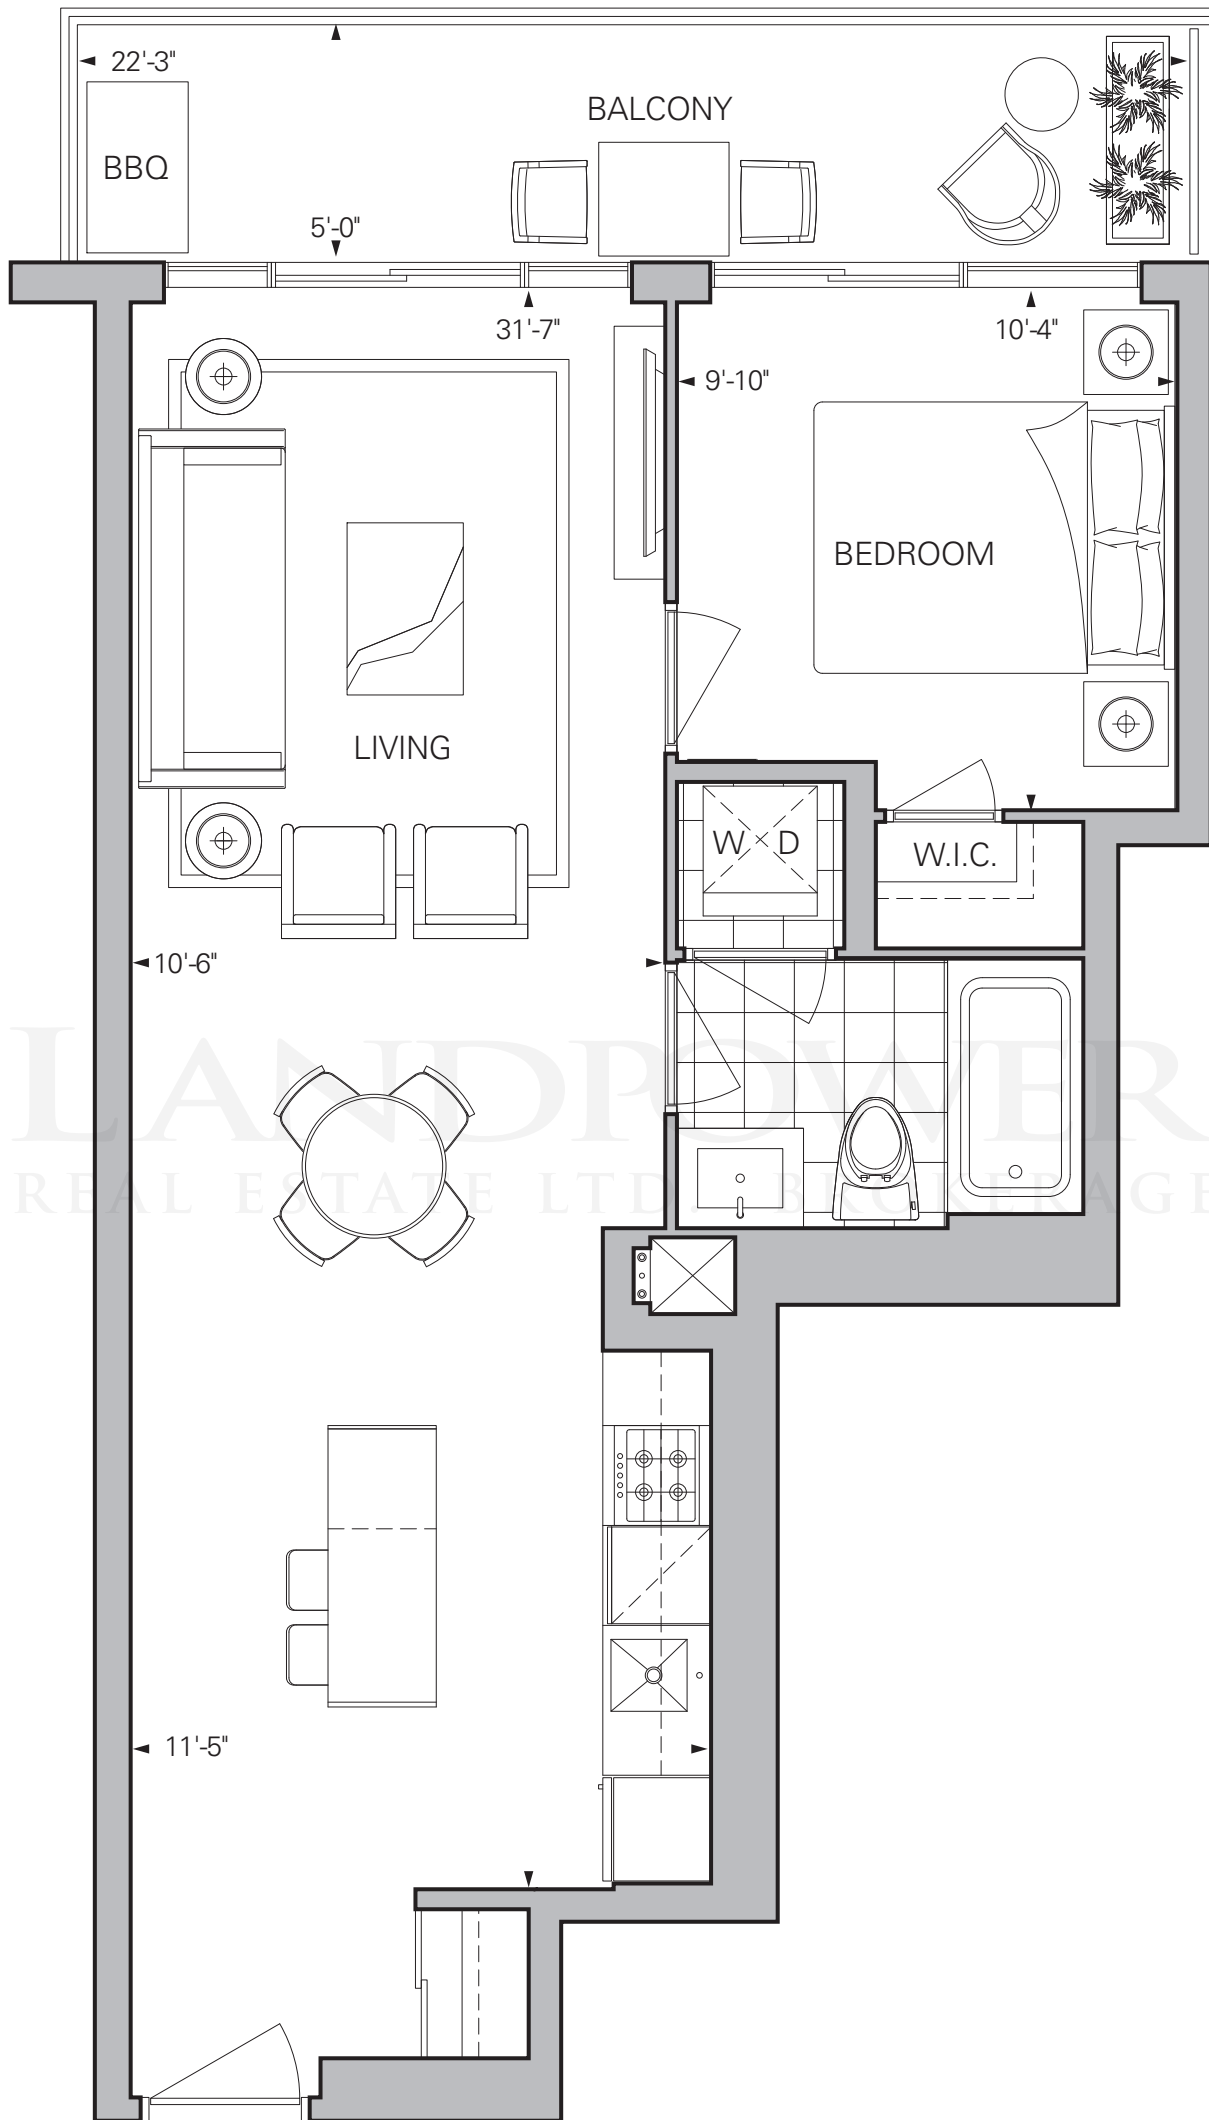 22'-3"
BALCONY
BBQ
5'-0"
31'-7"
10'-4"
9'-10"
BEDROOM
LIVING
W D
W.I.C.
10'-6"
LANDPOWER
REAL ESTATE LTD BROKERAGE
11'-5"